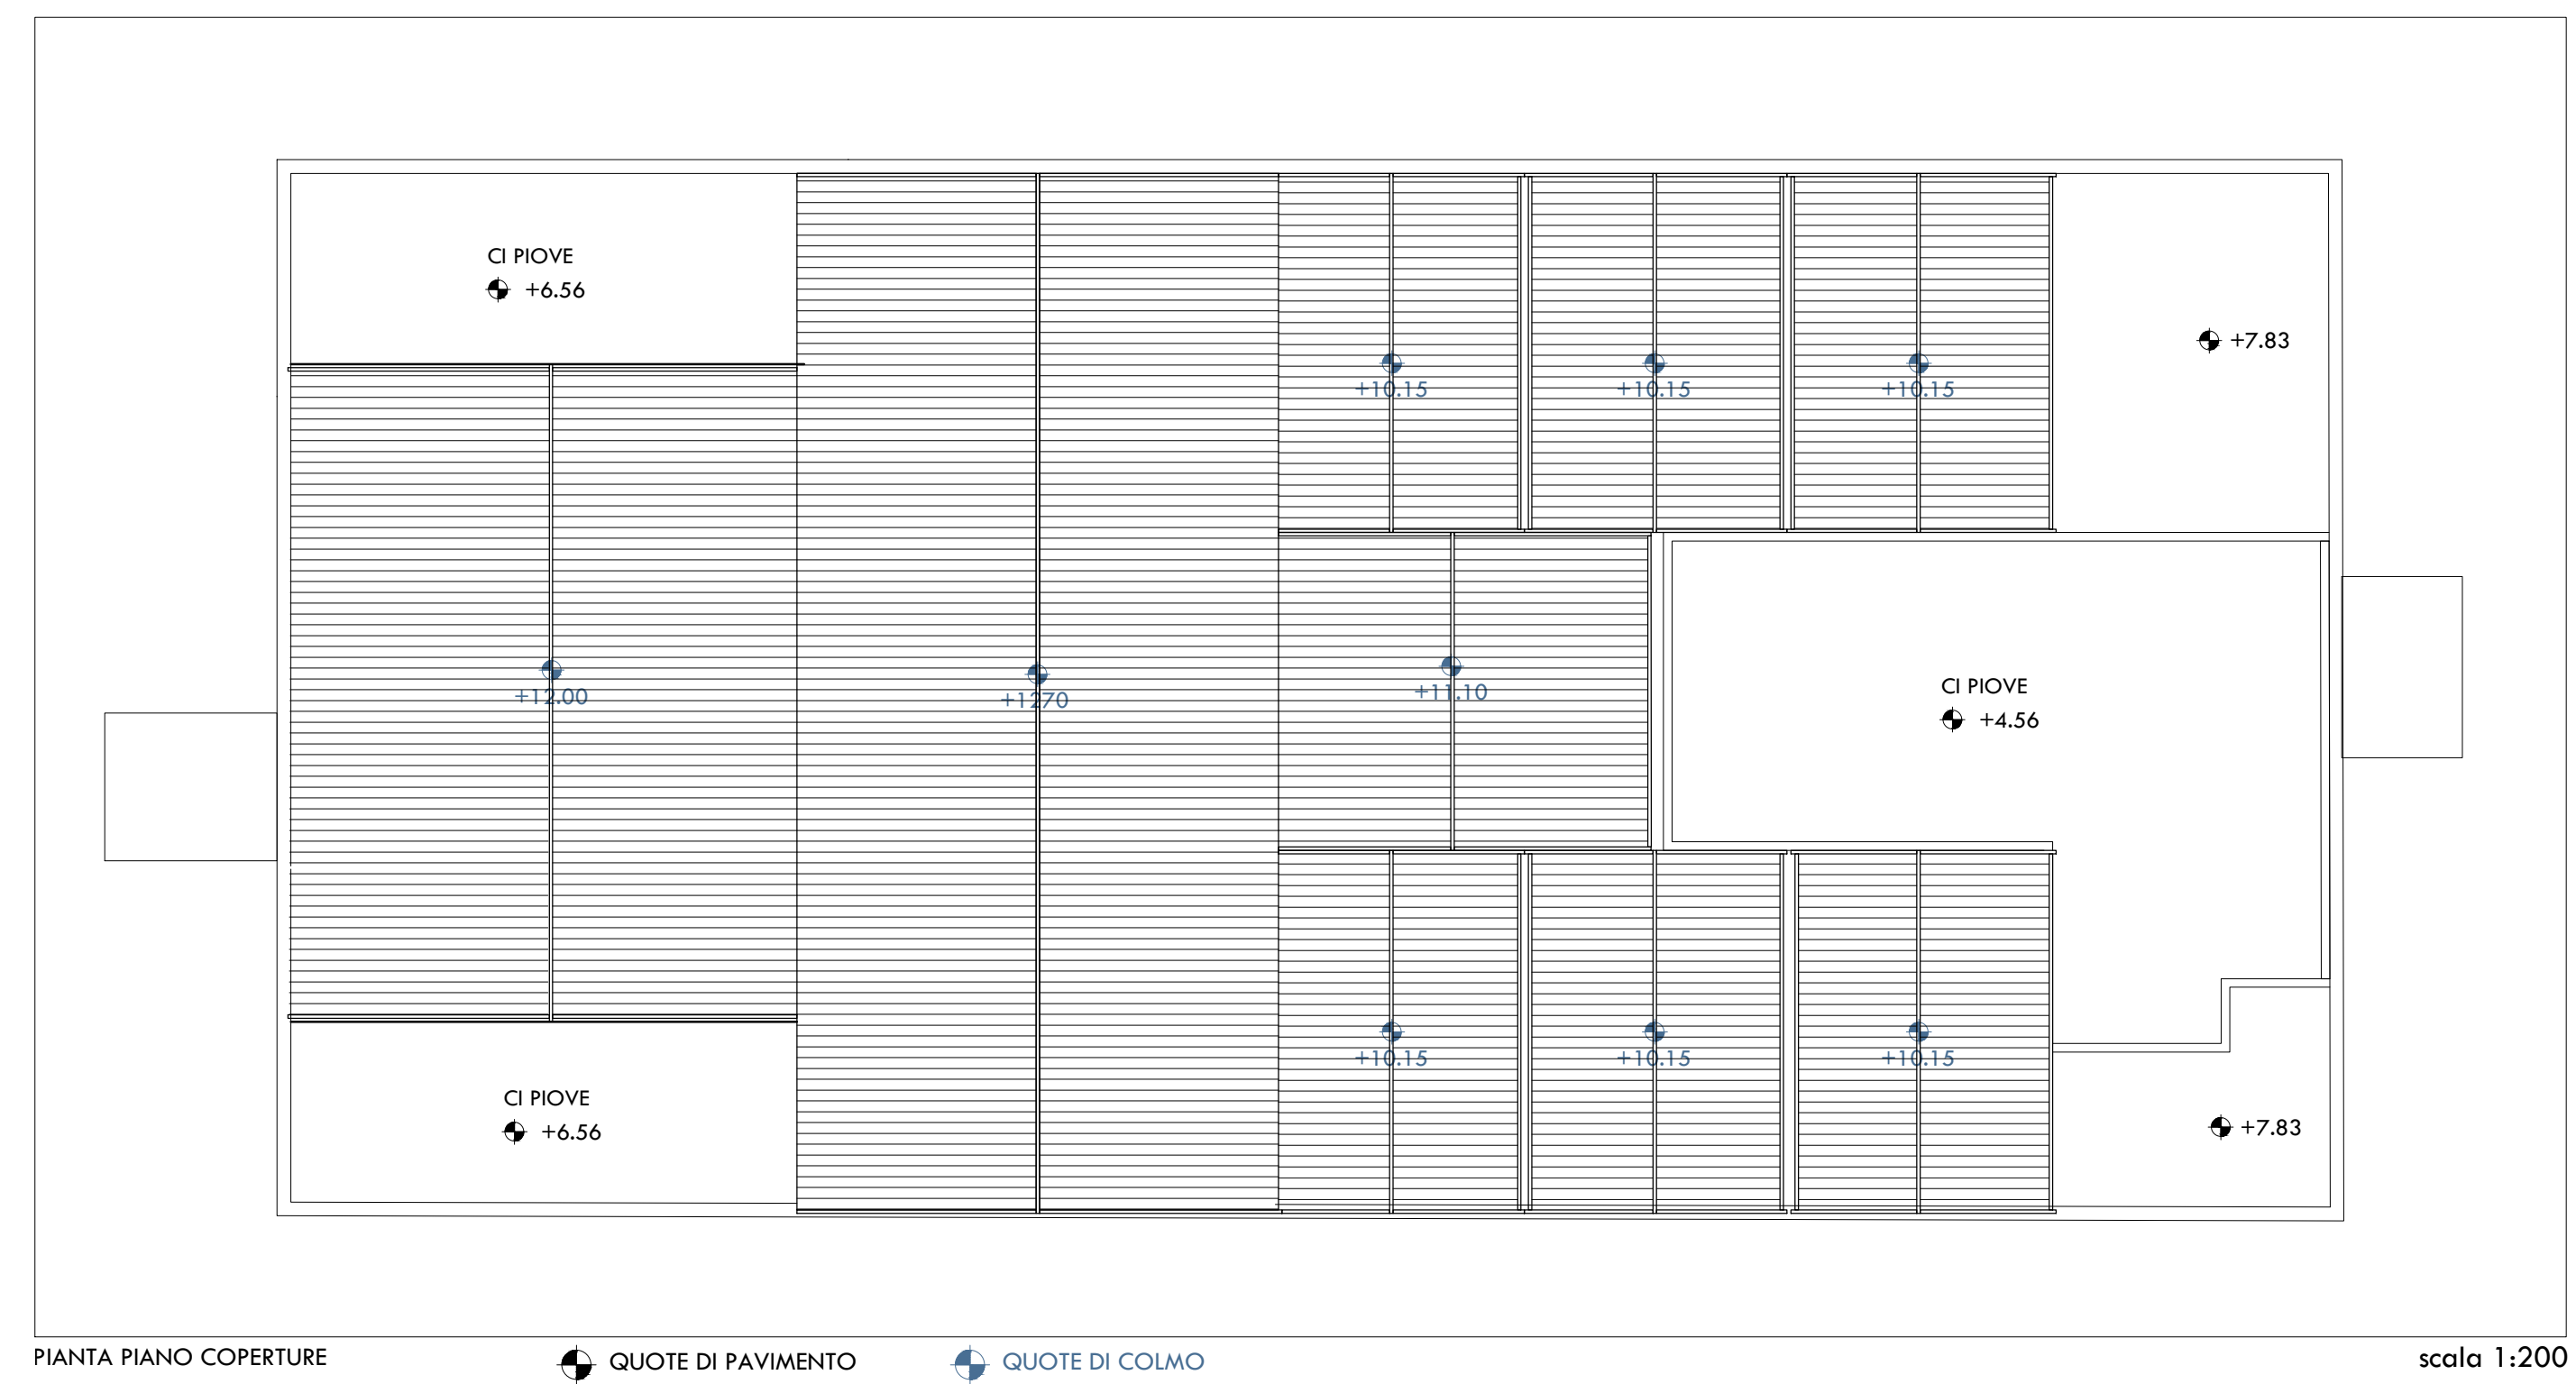 CI PIOVE
+6.56
+7.83
+10.15
+10.15
+10.15
+12.00
+1270
+11.10
CI PIOVE
+4.56
+10.15
+10.15
+10.15
CI PIOVE
+6.56
+7.83
PIANTA PIANO COPERTURE
QUOTE DI PAVIMENTO
QUOTE DI COLMO
scala 1:200